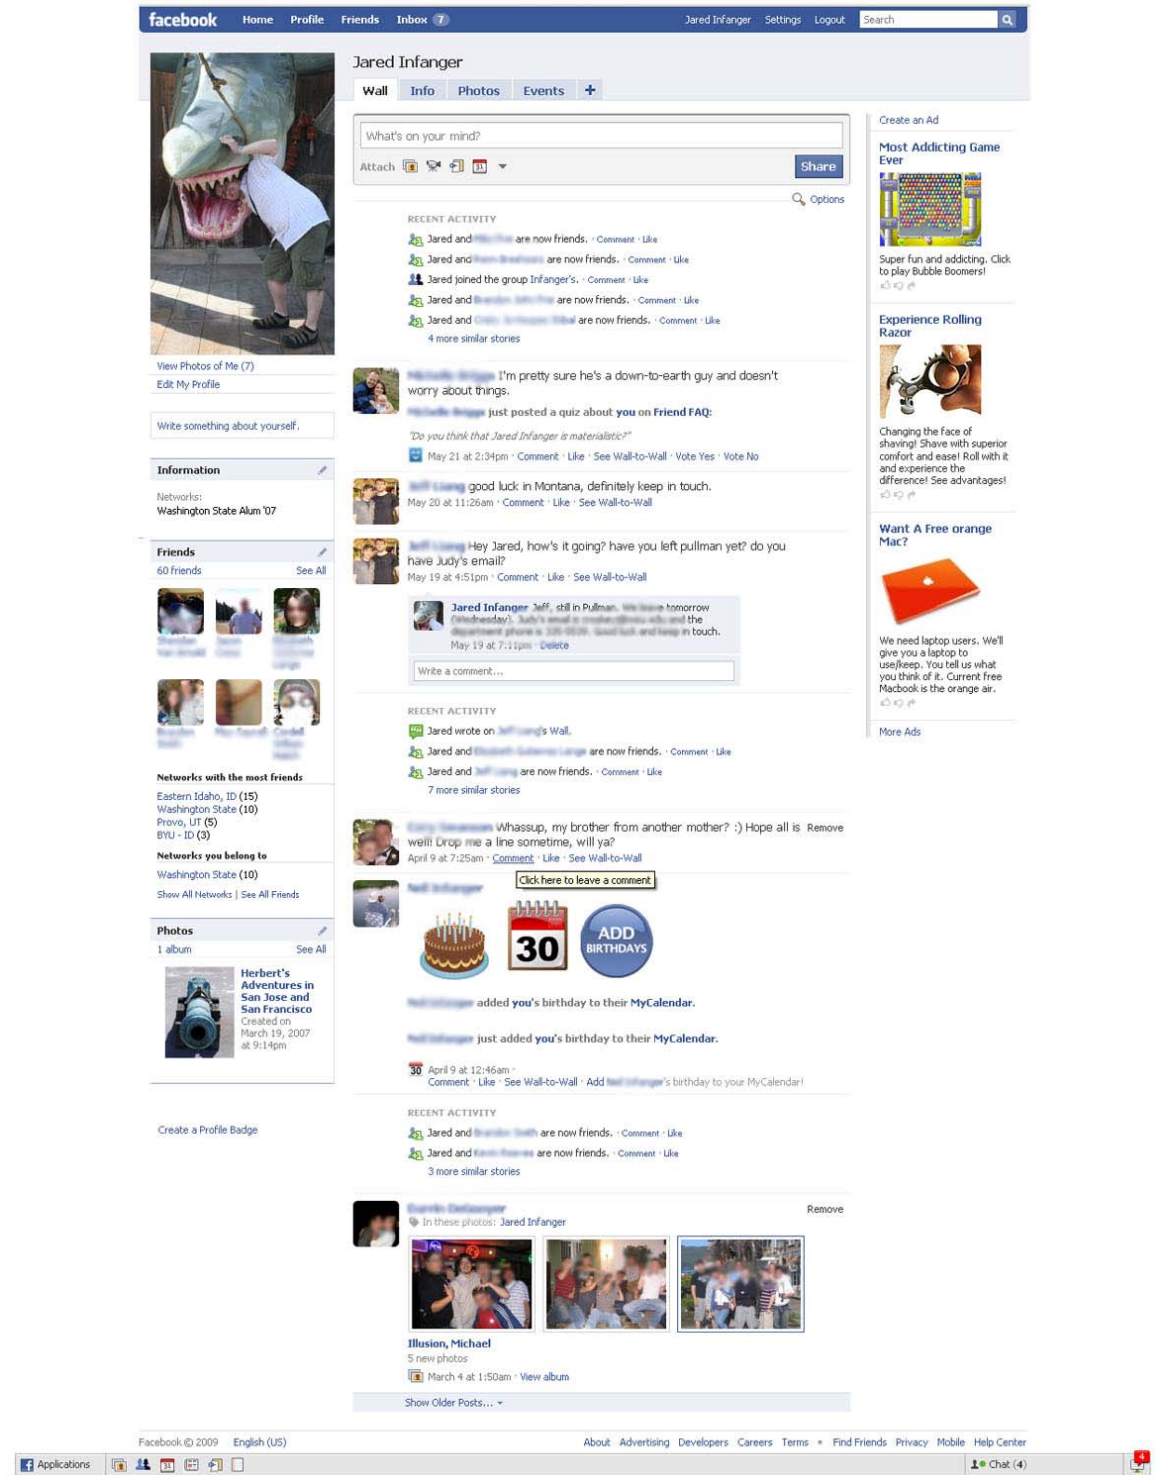 facebook Home Profile Friends Inbox 7 Jared Infanger Settings Logout Search
Jared Infanger
Wall Info Photos Events +
What's on your mind?
Attach 31 Share
Options
RECENT ACTIVITY
Jared and are now friends. · Comment · Like
Jared and are now friends. · Comment · Like
Jared joined the group Infanger's. · Comment · Like
Jared and are now friends. · Comment · Like
Jared and are now friends. · Comment · Like
4 more similar stories
I'm pretty sure he's a down-to-earth guy and doesn't
worry about things.
just posted a quiz about you on Friend FAQ:
"Do you think that Jared Infanger is materialistic?"
May 21 at 2:34pm · Comment · Like · See Wall-to-Wall · Vote Yes · Vote No
good luck in Montana, definitely keep in touch.
May 20 at 11:26am · Comment · Like · See Wall-to-Wall
Hey Jared, how's it going? have you left pullman yet? do you
have Judy's email?
May 19 at 4:51pm · Comment · Like · See Wall-to-Wall
Jared Infanger Jeff, still in Pullman. tomorrow
and the
in touch.
May 19 at 7:11pm · Delete
Write a comment...
RECENT ACTIVITY
Jared wrote on 's Wall.
Jared and are now friends. · Comment · Like
Jared and are now friends. · Comment · Like
7 more similar stories
Whassup, my brother from another mother? :) Hope all is Remove
well! Drop me a line sometime, will ya?
April 9 at 7:25am · Comment · Like · See Wall-to-Wall
Click here to leave a comment
30
ADD
BIRTHDAYS
added you's birthday to their MyCalendar.
just added you's birthday to their MyCalendar.
30 April 9 at 12:46am ·
Comment · Like · See Wall-to-Wall · Add 's birthday to your MyCalendar!
RECENT ACTIVITY
Jared and are now friends. · Comment · Like
Jared and are now friends. · Comment · Like
3 more similar stories
Remove
In these photos: Jared Infanger
Illusion, Michael
5 new photos
March 4 at 1:50am · View album
Show Older Posts...
View Photos of Me (7)
Edit My Profile
Write something about yourself.
Information
Networks:
Washington State Alum '07
Friends
60 friends See All
Networks with the most friends
Eastern Idaho, ID (15)
Washington State (10)
Provo, UT (5)
BYU - ID (3)
Networks you belong to
Washington State (10)
Show All Networks | See All Friends
Photos
1 album See All
Herbert's
Adventures in
San Jose and
San Francisco
Created on
March 19, 2007
at 9:14pm
Create a Profile Badge
Create an Ad
Most Addicting Game
Ever
Super fun and addicting. Click
to play Bubble Boomers!
Experience Rolling
Razor
Changing the face of
shaving! Shave with superior
comfort and ease! Roll with it
and experience the
difference! See advantages!
Want A Free orange
Mac?
We need laptop users. We'll
give you a laptop to
use/keep. You tell us what
you think of it. Current free
Macbook is the orange air.
More Ads
Facebook © 2009 English (US) About Advertising Developers Careers Terms Find Friends Privacy Mobile Help Center
Applications 31 Chat (4) 4